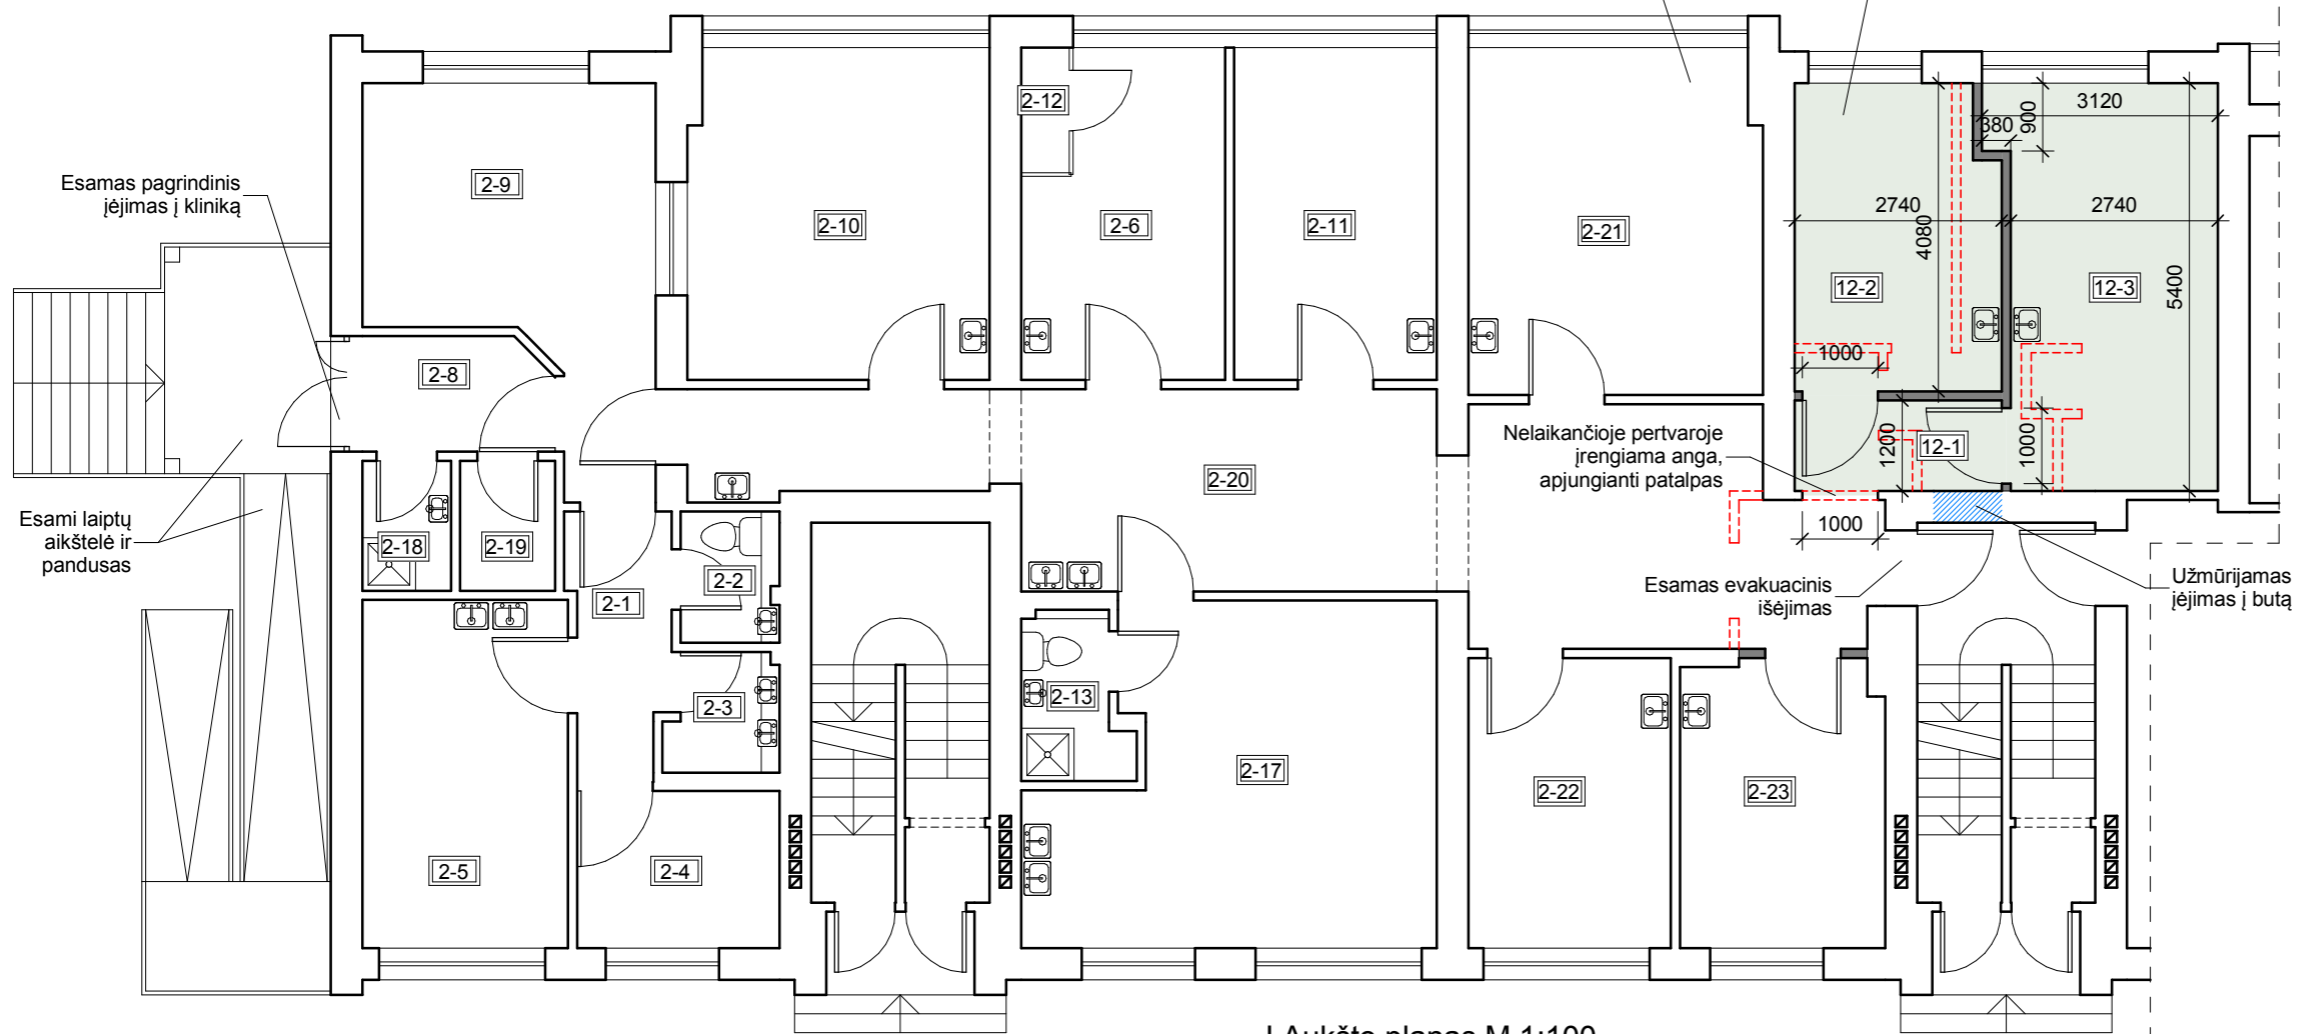 3120
380
900
Esamas pagrindinis
įėjimas į kliniką
2-9
2-12
2-10
2-6
2-11
2-21
2740
2740
4080
12-2
12-3
5400
2-8
1000
Nelaikančioje pertvaroje
įrengiama anga,
apjungianti patalpas
1200
12-1
1000
2-20
Esami laiptų
aikštelė ir
pandusas
2-18
2-19
2-2
2-1
1000
Esamas evakuacinis
išėjimas
Užmūrijamas
įėjimas į butą
2-3
2-13
2-17
2-22
2-23
2-5
2-4
I Aukšto planas M 1:100